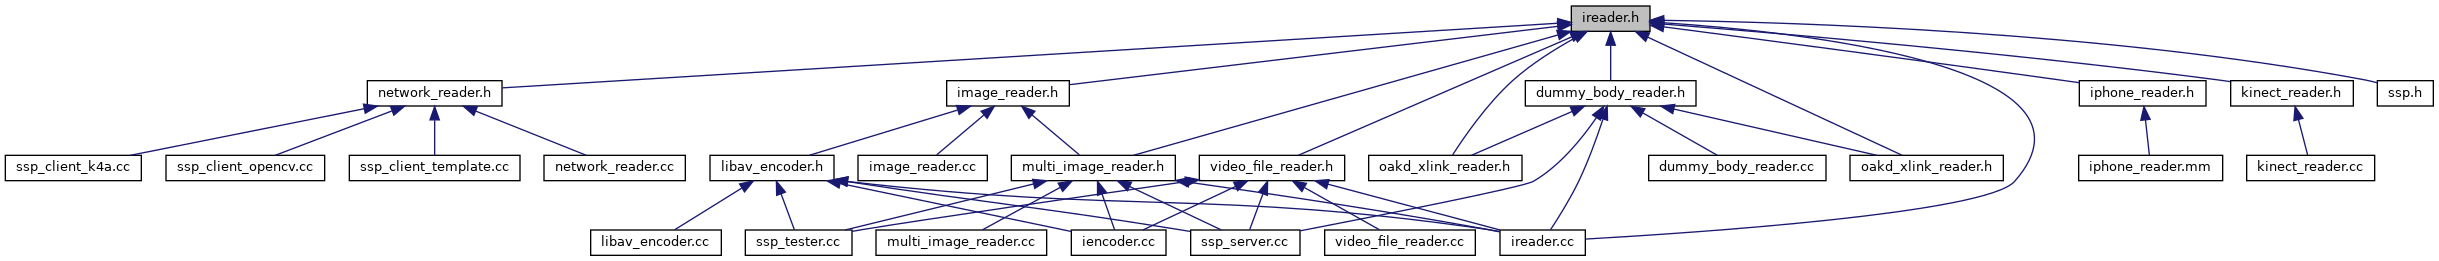 ireader.h
network_reader.h
image_reader.h
dummy_body_reader.h
iphone_reader.h
kinect_reader.h
ssp.h
ssp_client_k4a.cc
ssp_client_opencv.cc
ssp_client_template.cc
network_reader.cc
libav_encoder.h
image_reader.cc
multi_image_reader.h
video_file_reader.h
oakd_xlink_reader.h
dummy_body_reader.cc
oakd_xlink_reader.h
iphone_reader.mm
kinect_reader.cc
libav_encoder.cc
ssp_tester.cc
multi_image_reader.cc
iencoder.cc
ssp_server.cc
video_file_reader.cc
ireader.cc